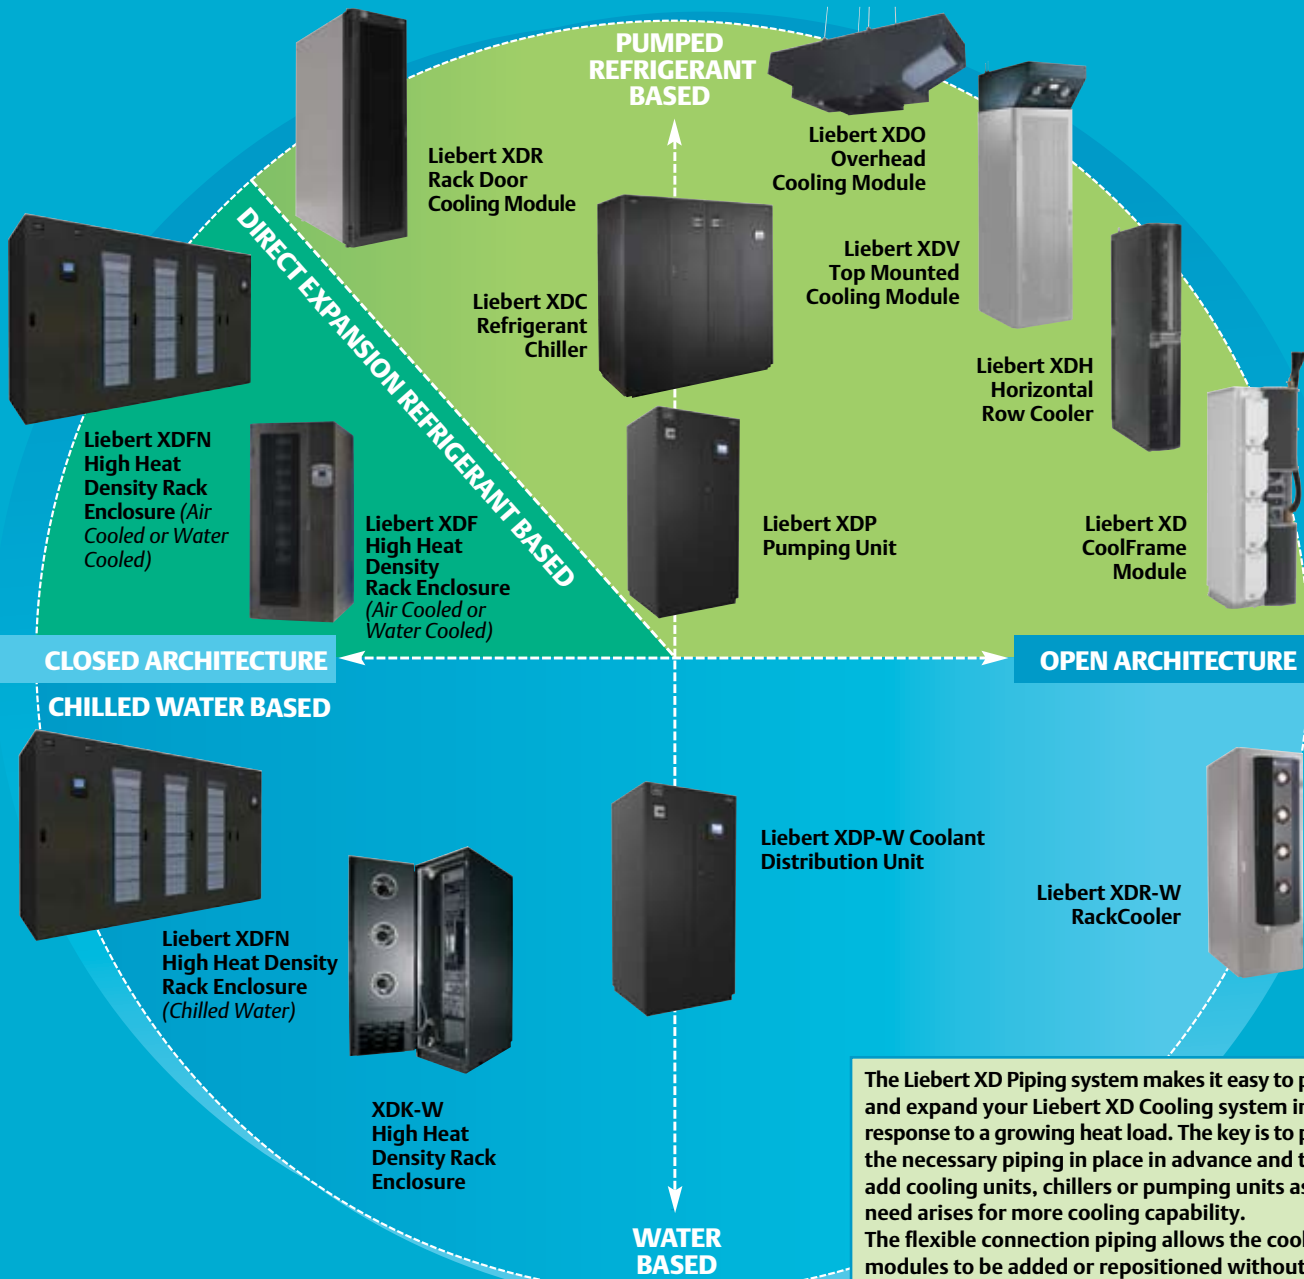 PUMPED
REFRIGERANT
BASED
Liebert XDO
Overhead
Cooling Module
Liebert XDR
Rack Door
Cooling Module
DIRECT EXPANSION REFRIGERANT BASED
Liebert XDV
Top Mounted
Cooling Module
Liebert XDC
Refrigerant
Chiller
Liebert XDH
Horizontal
Row Cooler
Liebert XDFN
High Heat
Density Rack
Enclosure (Air
Cooled or Water
Cooled)
Liebert XDF
High Heat
Density
Rack Enclosure
(Air Cooled or
Water Cooled)
Liebert XDP
Pumping Unit
Liebert XD
CoolFrame
Module
CLOSED ARCHITECTURE
OPEN ARCHITECTURE
CHILLED WATER BASED
Liebert XDP-W Coolant
Distribution Unit
Liebert XDR-W
RackCooler
Liebert XDFN
High Heat Density
Rack Enclosure
(Chilled Water)
XDK-W
High Heat
Density Rack
Enclosure
WATER
BASED
The Liebert XD Piping system makes it easy to
and expand your Liebert XD Cooling system
response to a growing heat load. The key is to
the necessary piping in place in advance and
add cooling units, chillers or pumping units
need arises for more cooling capability.
The flexible connection piping allows the
modules to be added or repositioned without